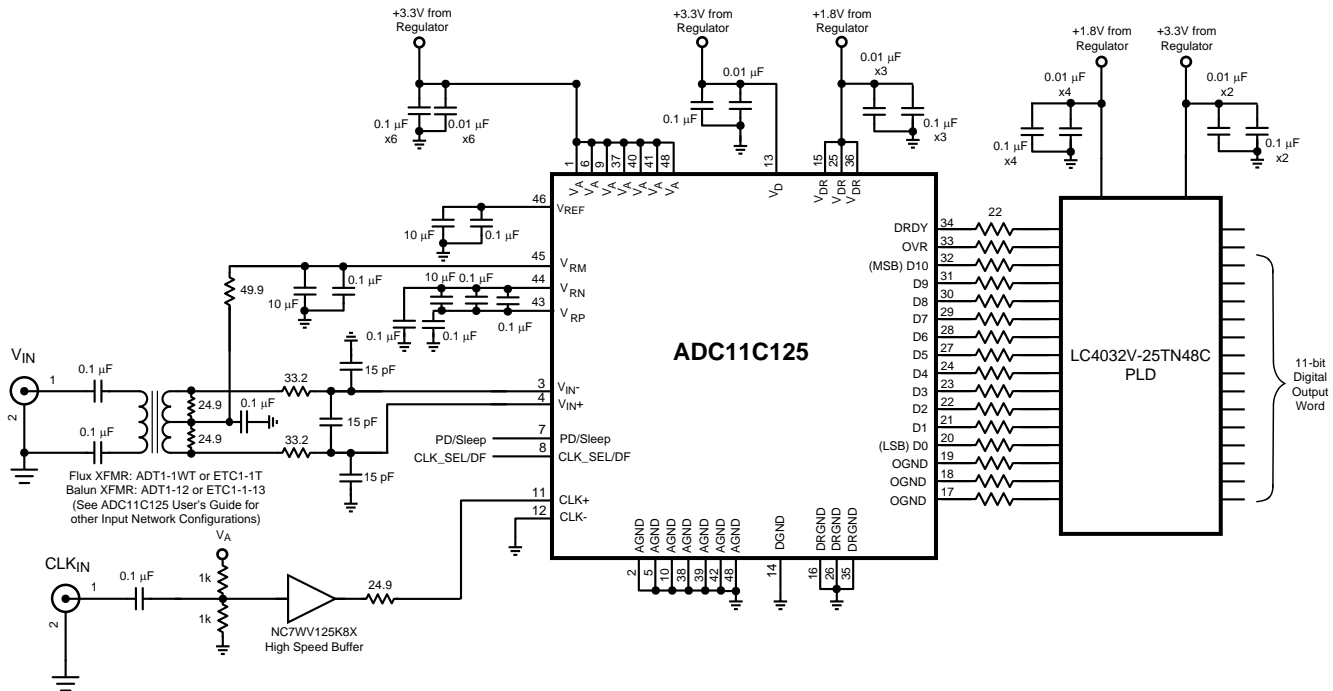 +3.3V from
Regulator
+3.3V from
Regulator
+1.8V from
Regulator
+1.8V from
Regulator
+3.3V from
Regulator
0.1 µF
x6
0.01 µF
x6
0.01 µF
0.1 µF
0.01 µF
x3
0.1 µF
x3
0.01 µF
x4
0.1 µF
x4
0.01 µF
x2
0.1 µF
x2
1
6
9
37
40
41
48
13
15
25
36
VA
VA
VA
VA
VA
VA
VA
VD
VDR
VDR
VDR
46
VREF
10 µF
0.1 µF
45
VRM
49.9
10 µF
0.1 µF
44
VRN
43
VRP
10 µF
0.1 µF
0.1 µF
0.1 µF
0.1 µF
ADC11C125
DRDY
34
22
OVR
33
(MSB) D10
32
D9
31
D8
30
D7
29
D6
28
D5
27
D4
24
D3
23
D2
22
D1
21
(LSB) D0
20
OGND
19
OGND
18
OGND
17
LC4032V-25TN48C
PLD
11-bit
Digital
Output
Word
VIN
1
2
0.1 µF
0.1 µF
24.9
24.9
0.1 µF
33.2
33.2
15 pF
15 pF
15 pF
3
VIN-
4
VIN+
PD/Sleep
7
PD/Sleep
CLK_SEL/DF
8
CLK_SEL/DF
11
CLK+
12
CLK-
Flux XFMR: ADT1-1WT or ETC1-1T
Balun XFMR: ADT1-12 or ETC1-1-13
(See ADC11C125 User's Guide for
other Input Network Configurations)
AGND
AGND
AGND
AGND
AGND
AGND
AGND
DGND
DRGND
DRGND
DRGND
2
5
10
38
39
42
48
14
16
26
35
CLKIN
1
2
0.1 µF
VA
1k
1k
24.9
NC7WV125K8X
High Speed Buffer